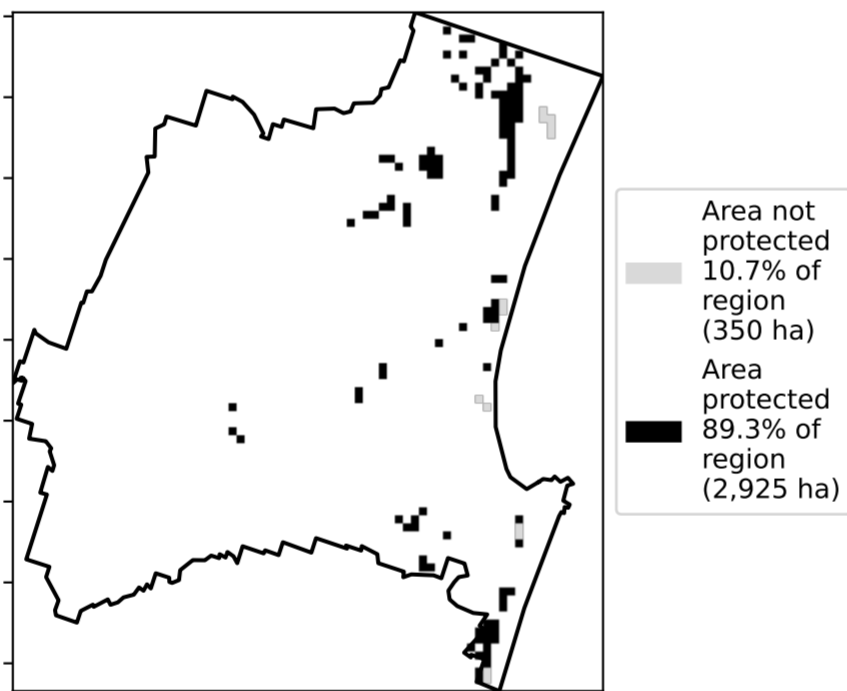 Area not
protected
10.7% of
region
(350 ha)
Area
protected
89.3% of
region
(2,925 ha)